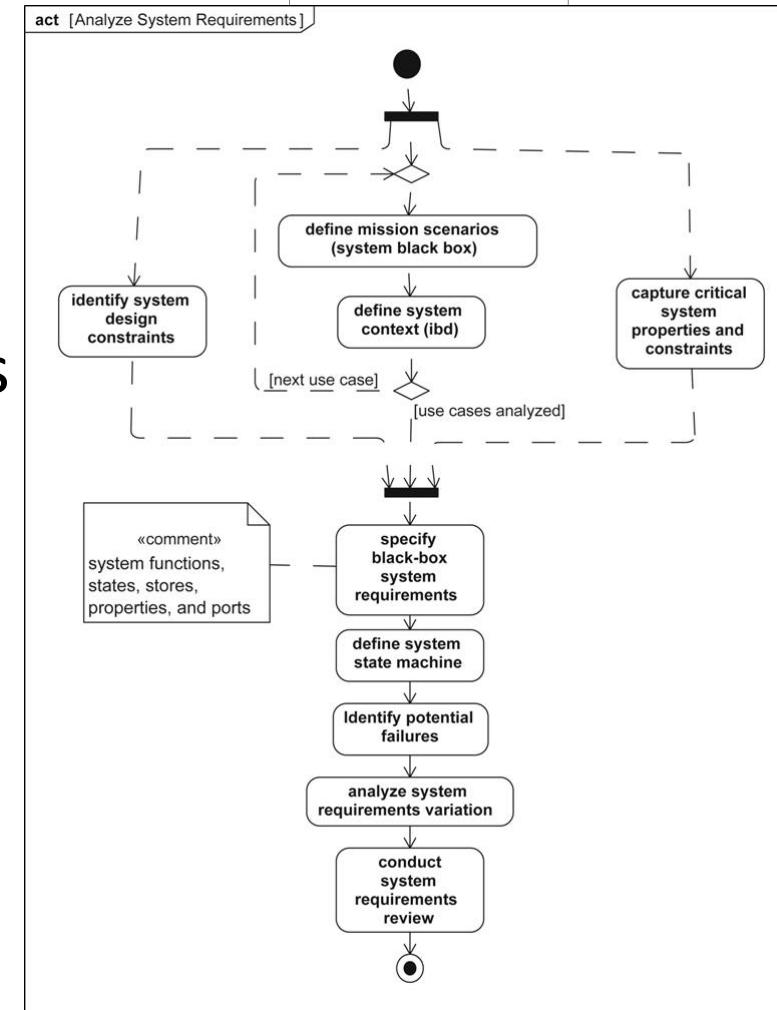 act [Analyze System Requirements]
define mission scenarios
(system black box)
identify system
design
constraints
define system
context (ibd)
capture critical
system
properties and
constraints
s
[next use case]
[use cases analyzed]
«comment»
system functions,
states, stores,
properties, and ports
specify
black-box
system
requirements
define system
state machine
Identify potential
failures
analyze system
requirements variation
conduct
system
requirements
review